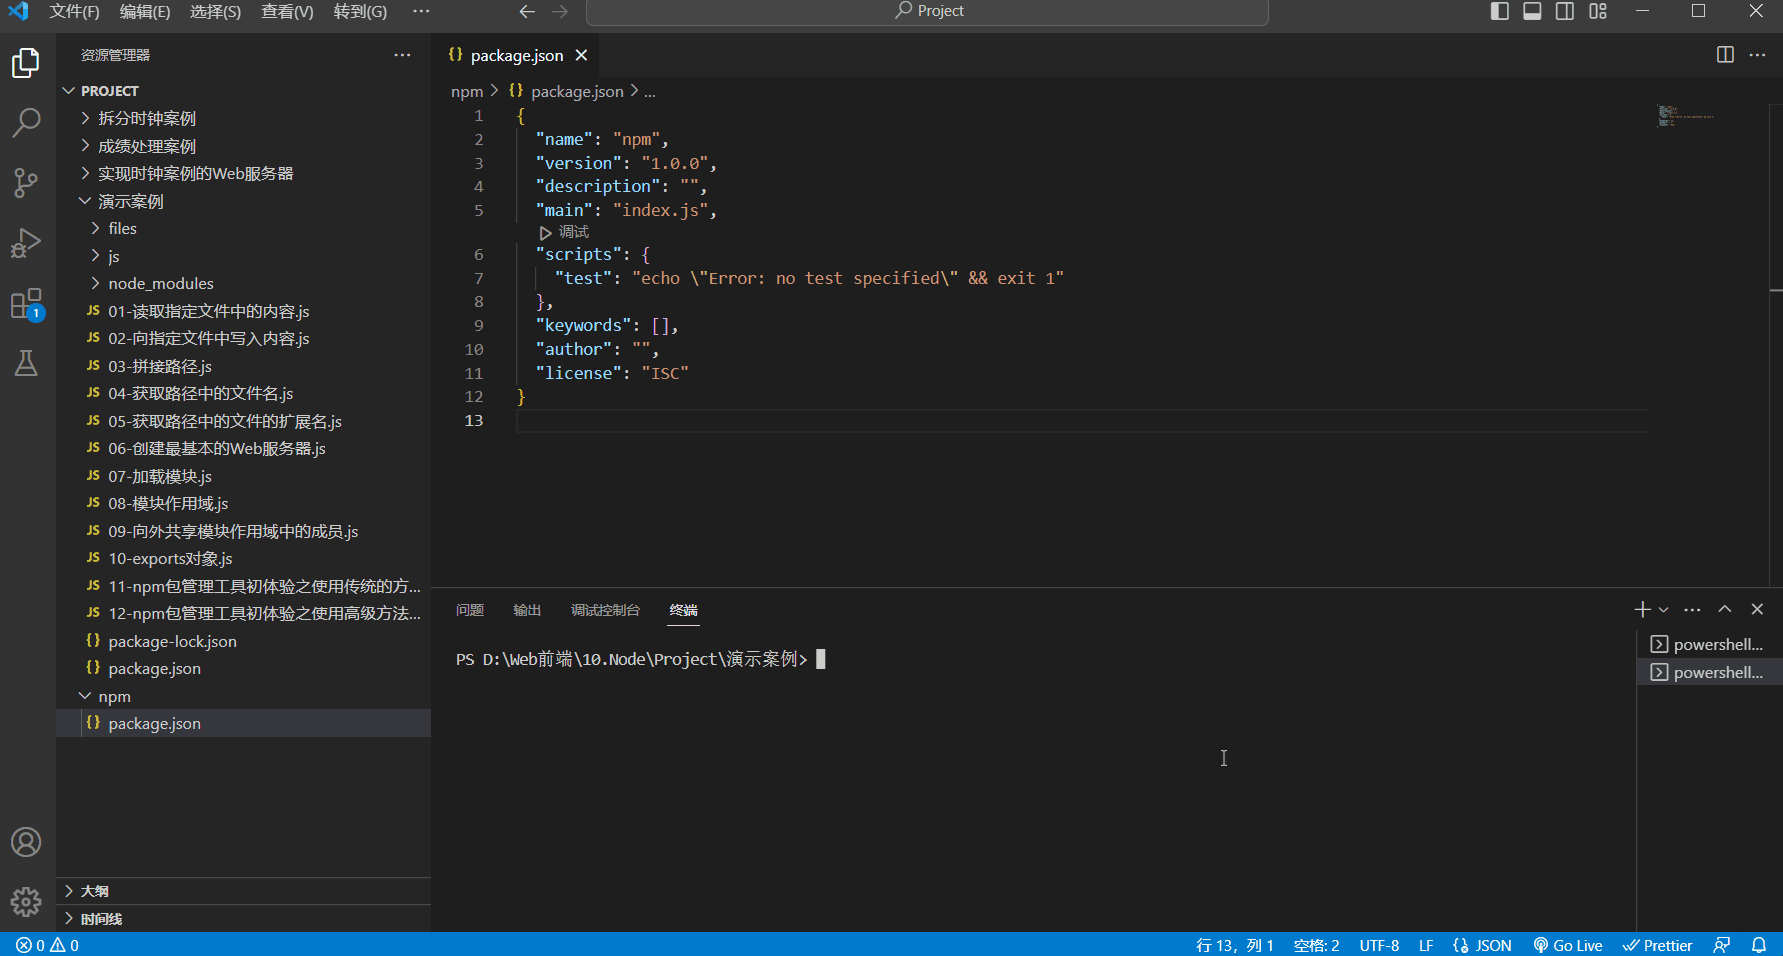 文件(F) 编辑(E) 选择(S) 查看(V) 转到(G) ··· Project
资源管理器 ···
PROJECT
拆分时钟案例
成绩处理案例
实现时钟案例的Web服务器
演示案例
files
js
node_modules
JS 01-读取指定文件中的内容.js
JS 02-向指定文件中写入内容.js
JS 03-拼接路径.js
JS 04-获取路径中的文件名.js
JS 05-获取路径中的文件的扩展名.js
JS 06-创建最基本的Web服务器.js
JS 07-加载模块.js
JS 08-模块作用域.js
JS 09-向外共享模块作用域中的成员.js
JS 10-exports对象.js
JS 11-npm包管理工具初体验之使用传统的方...
JS 12-npm包管理工具初体验之使用高级方法...
{} package-lock.json
{} package.json
npm
{} package.json
大纲
时间线
1
{} package.json
npm > {} package.json > ...
1 {
2 "name": "npm",
3 "version": "1.0.0",
4 "description": "",
5 "main": "index.js",
调试
6 "scripts": {
7 "test": "echo \"Error: no test specified\" && exit 1"
8 },
9 "keywords": [],
10 "author": "",
11 "license": "ISC"
12 }
13
问题 输出 调试控制台 终端
PS D:\Web前端\10.Node\Project\演示案例>
powershell...
powershell...
0 0 行 13，列 1 空格: 2 UTF-8 LF JSON Go Live Prettier